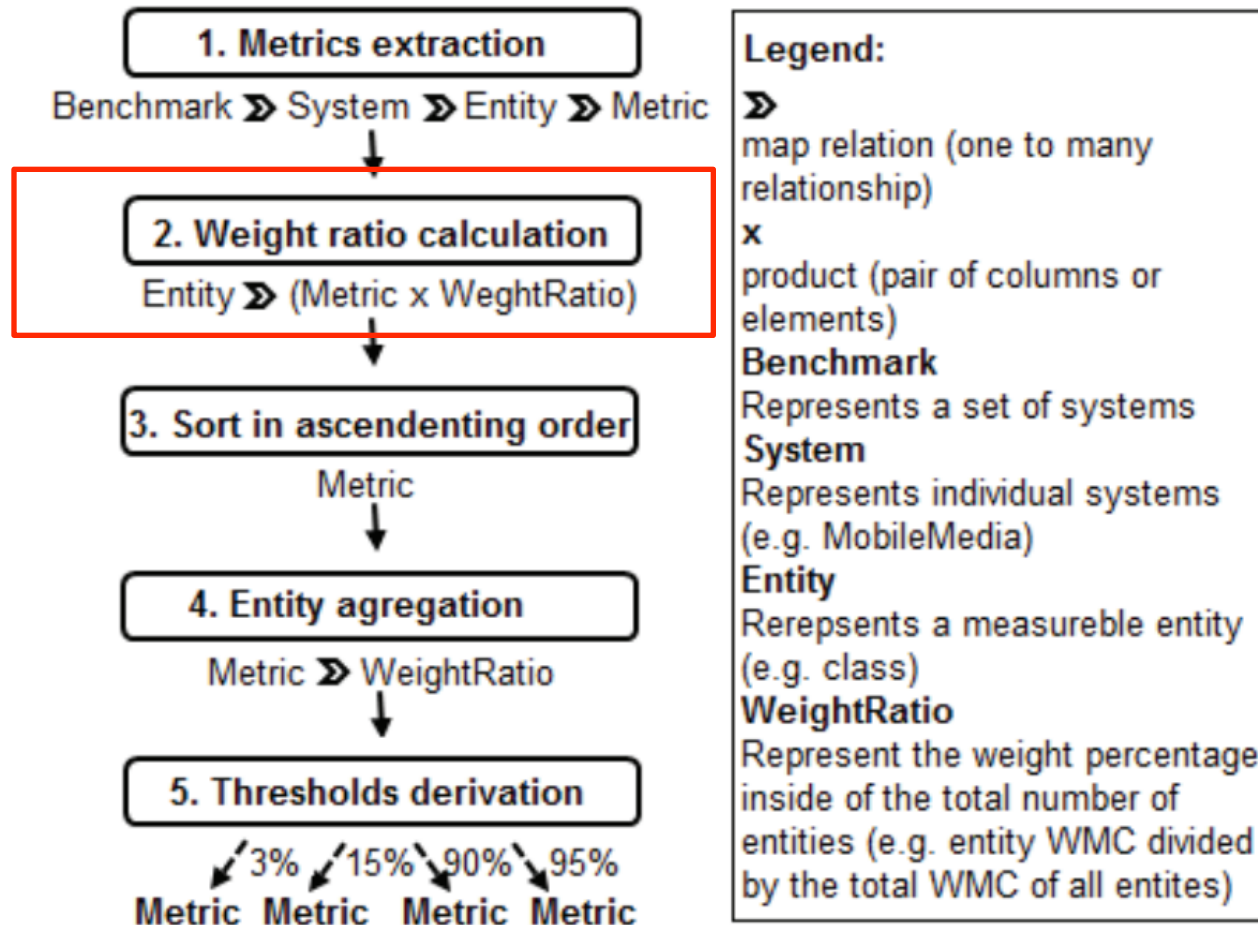 1. Metrics extraction
Benchmark ⋙ System ⋙ Entity ⋙ Metric
2. Weight ratio calculation
Entity ⋙ (Metric x WeghtRatio)
3. Sort in ascendenting order
Metric
4. Entity agregation
Metric ⋙ WeightRatio
5. Thresholds derivation
3% 15% 90% 95%
Metric Metric Metric Metric
Legend:
⋙
map relation (one to many
relationship)
x
product (pair of columns or
elements)
Benchmark
Represents a set of systems
System
Represents individual systems
(e.g. MobileMedia)
Entity
Rerepsents a measureble entity
(e.g. class)
WeightRatio
Represent the weight percentage
inside of the total number of
entities (e.g. entity WMC divided
by the total WMC of all entites)